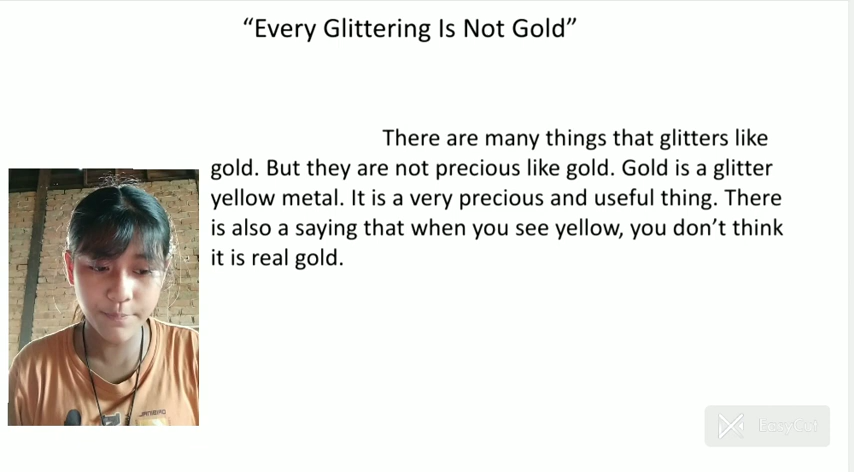 “Every Glittering Is Not Gold”
There are many things that glitters like
gold. But they are not precious like gold. Gold is a glitter
yellow metal. It is a very precious and useful thing. There
is also a saying that when you see yellow, you don’t think
it is real gold.
EasyCut